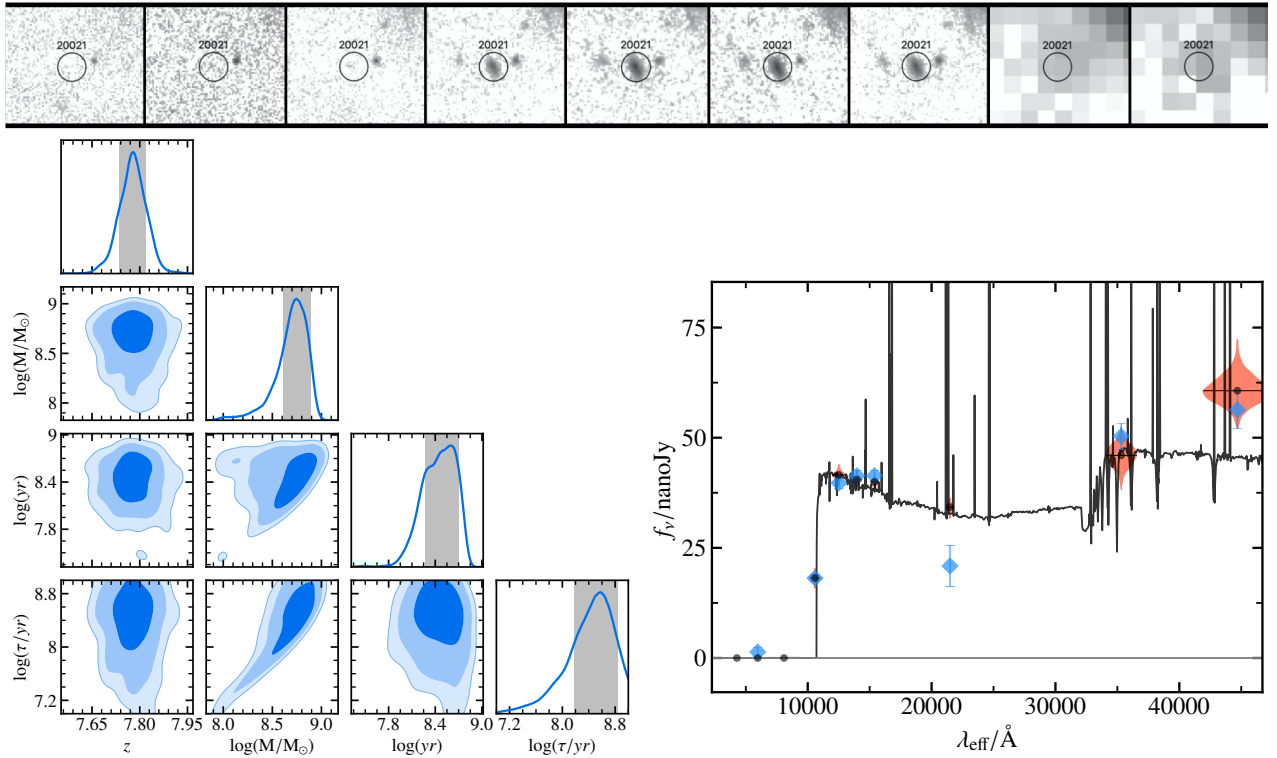 20021 20021 20021 20021 20021 20021 20021 20021 20021
log(M/M⊙)
9
8.5
8
log(yr)
9
8.4
7.8
log(τ/yr)
8.8
8
7.2
7.65 7.80 7.95
z
8.0 8.5 9.0
log(M/M⊙)
7.8 8.4 9.0
log(yr)
7.2 8.0 8.8
log(τ/yr)
fν/nanoJy
75
50
25
0
10000 20000 30000 40000
λeff/Å